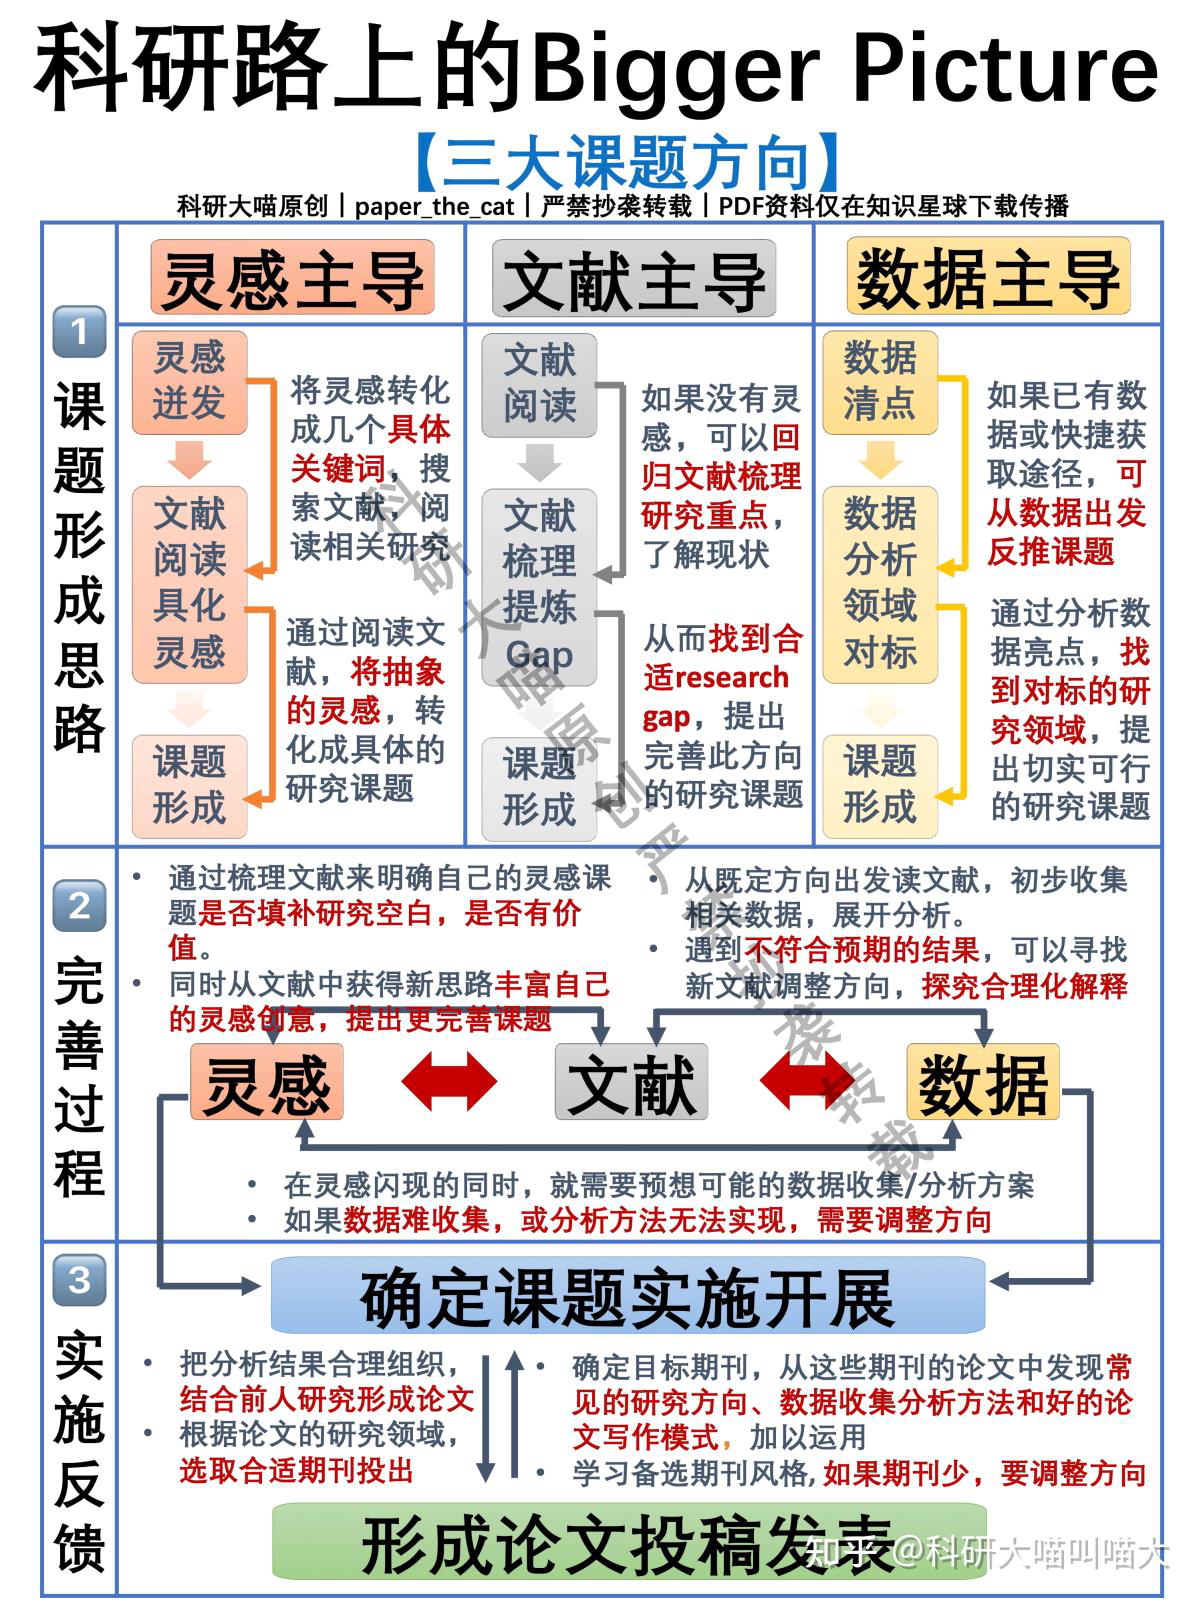 科研路上的Bigger Picture
【三大课题方向】
科研大喵原创｜paper_the_cat｜严禁抄袭转载｜PDF资料仅在知识星球下载传播
1
课
题
形
成
思
路
灵感主导
灵感
迸发
文献
阅读
具化
灵感
课题
形成
将灵感转化
成几个具体
关键词，搜
索文献，阅
读相关研究
通过阅读文
献，将抽象
的灵感，转
化成具体的
研究课题
文献主导
文献
阅读
文献
梳理
提炼
Gap
课题
形成
如果没有灵
感，可以回
归文献梳理
研究重点，
了解现状
从而找到合
适research
gap，提出
完善此方向
的研究课题
数据主导
数据
清点
数据
分析
领域
对标
课题
形成
如果已有数
据或快捷获
取途径，可
从数据出发
反推课题
通过分析数
据亮点，找
到对标的研
究领域，提
出切实可行
的研究课题
2
完
善
过
程
• 通过梳理文献来明确自己的灵感课
题是否填补研究空白，是否有价
值。
• 同时从文献中获得新思路丰富自己
的灵感创意，提出更完善课题
• 从既定方向出发读文献，初步收集
相关数据，展开分析。
• 遇到不符合预期的结果，可以寻找
新文献调整方向，探究合理化解释
灵感
文献
数据
• 在灵感闪现的同时，就需要预想可能的数据收集/分析方案
• 如果数据难收集，或分析方法无法实现，需要调整方向
3
实
施
反
馈
确定课题实施开展
• 把分析结果合理组织，
结合前人研究形成论文
• 根据论文的研究领域，
选取合适期刊投出
• 确定目标期刊，从这些期刊的论文中发现常
见的研究方向、数据收集分析方法和好的论
文写作模式，加以运用
• 学习备选期刊风格,如果期刊少，要调整方向
形成论文投稿发表
科研大喵原创严禁抄袭转载
知乎 @科研大喵叫喵大